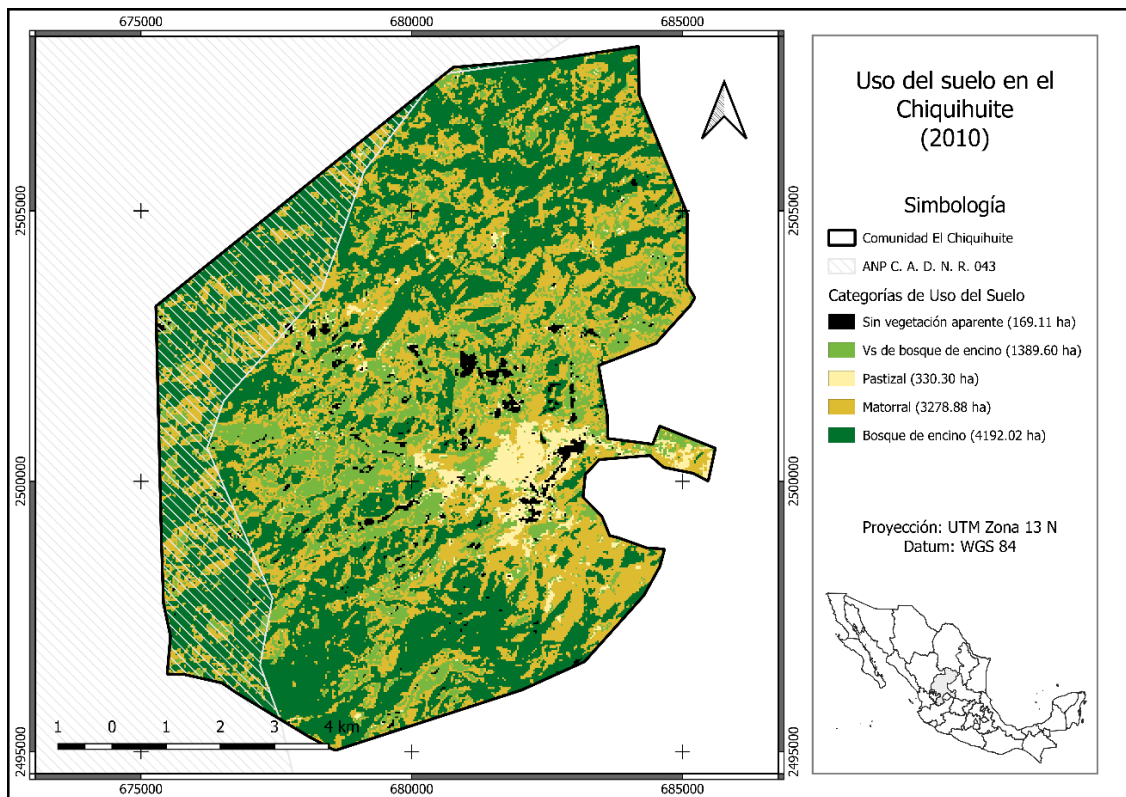 675000
680000
685000
2505000
2500000
2495000
2505000
2500000
2495000
1
0
1
2
3
4 km
675000
680000
685000
Uso del suelo en el
Chiquihuite
(2010)
Simbología
Comunidad El Chiquihuite
ANP C. A. D. N. R. 043
Categorías de Uso del Suelo
Sin vegetación aparente (169.11 ha)
Vs de bosque de encino (1389.60 ha)
Pastizal (330.30 ha)
Matorral (3278.88 ha)
Bosque de encino (4192.02 ha)
Proyección: UTM Zona 13 N
Datum: WGS 84